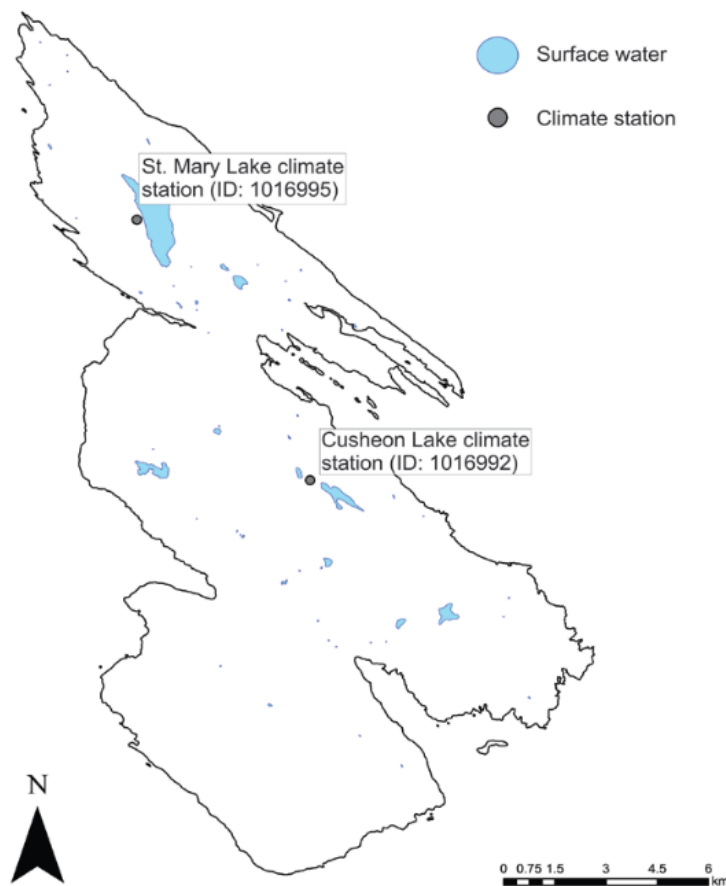 Surface water
Climate station
St. Mary Lake climate
station (ID: 1016995)
Cusheon Lake climate
station (ID: 1016992)
N
0 0.75 1.5 3 4.5 6
km